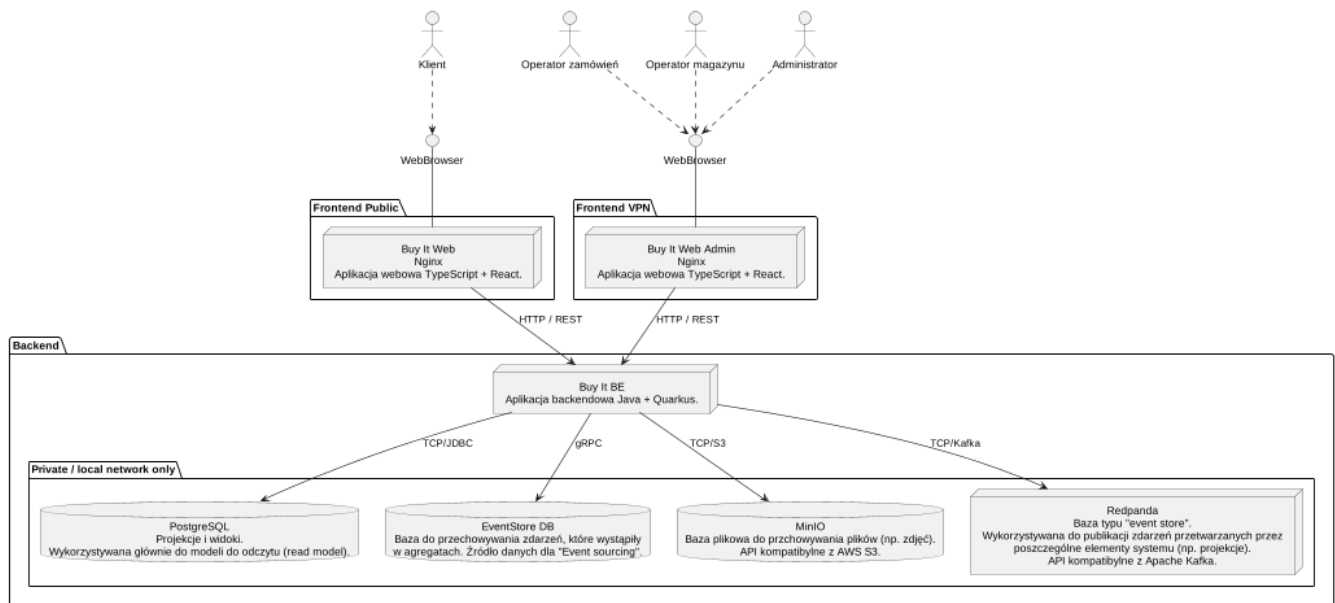 Klient
Operator zamówień
Operator magazynu
Administrator
WebBrowser
WebBrowser
Frontend Public
Frontend VPN
Buy It Web
Nginx
Aplikacja webowa TypeScript + React.
Buy It Web Admin
Nginx
Aplikacja webowa TypeScript + React.
HTTP / REST
HTTP / REST
Backend
Buy It BE
Aplikacja backendowa Java + Quarkus.
TCP/JDBC
gRPC
TCP/S3
TCP/Kafka
Private / local network only
PostgreSQL
Projekcje i widoki.
Wykorzystywana głównie do modeli do odczytu (read model).
EventStore DB
Baza do przechowywania zdarzeń, które wystąpiły
w agregatach. Źródło danych dla "Event sourcing".
MinIO
Baza plikowa do przchowywania plików (np. zdjęć).
API kompatibylne z AWS S3.
Redpanda
Baza typu "event store".
Wykorzystywana do publikacji zdarzeń przetwarzanych przez
poszczególne elementy systemu (np. projekcje).
API kompatibylne z Apache Kafka.